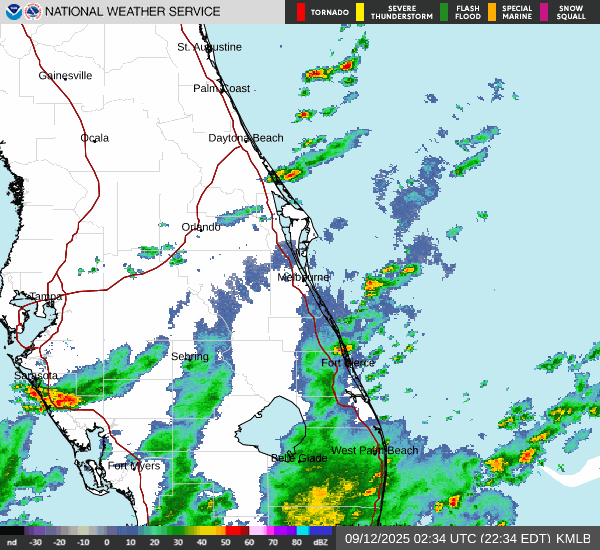 NATIONAL WEATHER SERVICE
TORNADO
SEVERE THUNDERSTORM
FLASH FLOOD
SPECIAL MARINE
SNOW SQUALL
St. Augustine
Gainesville
Palm Coast
Ocala
Daytona Beach
Orlando
Melbourne
Tampa
Sebring
Fort Pierce
Sarasota
West Palm Beach
Belle Glade
Fort Myers
nd -30 -20 -10 0 10 20 30 40 50 60 70 80 dBZ
09/12/2025 02:34 UTC (22:34 EDT) KMLB